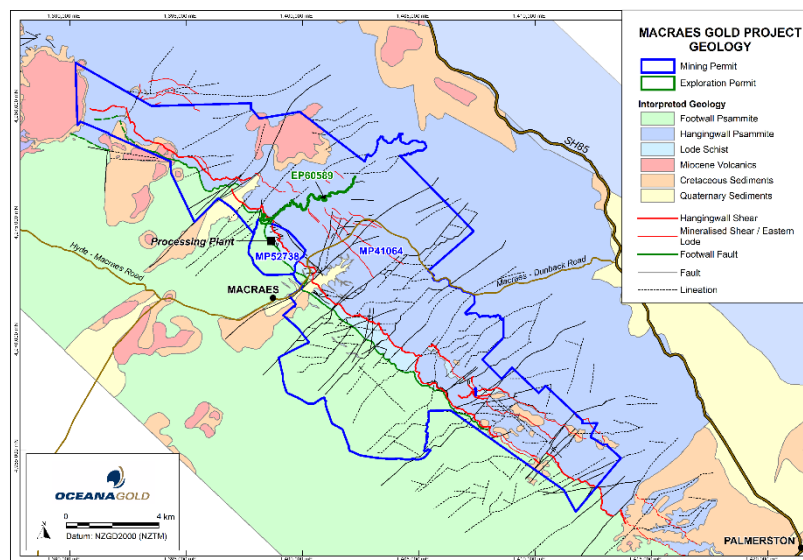 MACRAES GOLD PROJECT
GEOLOGY
Mining Permit
Exploration Permit
Interpreted Geology
Footwall Psammite
Hangingwall Psammite
Lode Schist
Miocene Volcanics
Cretaceous Sediments
Quaternary Sediments
Hangingwall Shear
Mineralised Shear / Eastern
Lode
Footwall Fault
Fault
Lineation
SH85
EP60589
Processing Plant
MP52738
MP41064
Hyde - Macraes Road
Macraes - Dunback Road
MACRAES
PALMERSTON
OCEANAGOLD
0 4 km
Datum: NZGD2000 (NZTM)
N